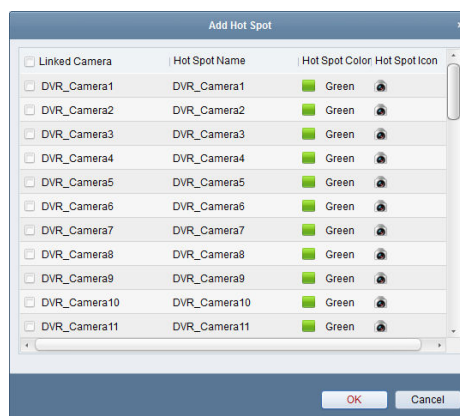 Add Hot Spot
Linked Camera Hot Spot Name Hot Spot Color Hot Spot Icon
DVR_Camera1 DVR_Camera1 Green
DVR_Camera2 DVR_Camera2 Green
DVR_Camera3 DVR_Camera3 Green
DVR_Camera4 DVR_Camera4 Green
DVR_Camera5 DVR_Camera5 Green
DVR_Camera6 DVR_Camera6 Green
DVR_Camera7 DVR_Camera7 Green
DVR_Camera8 DVR_Camera8 Green
DVR_Camera9 DVR_Camera9 Green
DVR_Camera10 DVR_Camera10 Green
DVR_Camera11 DVR_Camera11 Green
OK Cancel